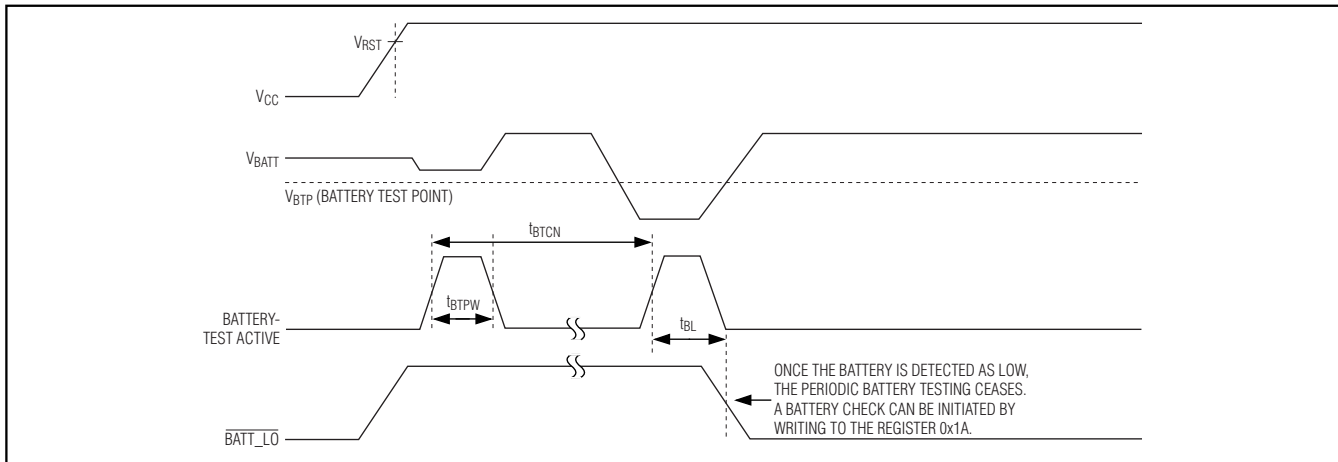 VRST
VCC
VBATT
VBTP (BATTERY TEST POINT)
tBTCN
tBTPW
BATTERY-
TEST ACTIVE
tBL
ONCE THE BATTERY IS DETECTED AS LOW,
THE PERIODIC BATTERY TESTING CEASES.
A BATTERY CHECK CAN BE INITIATED BY
WRITING TO THE REGISTER 0x1A.
BATT_LO